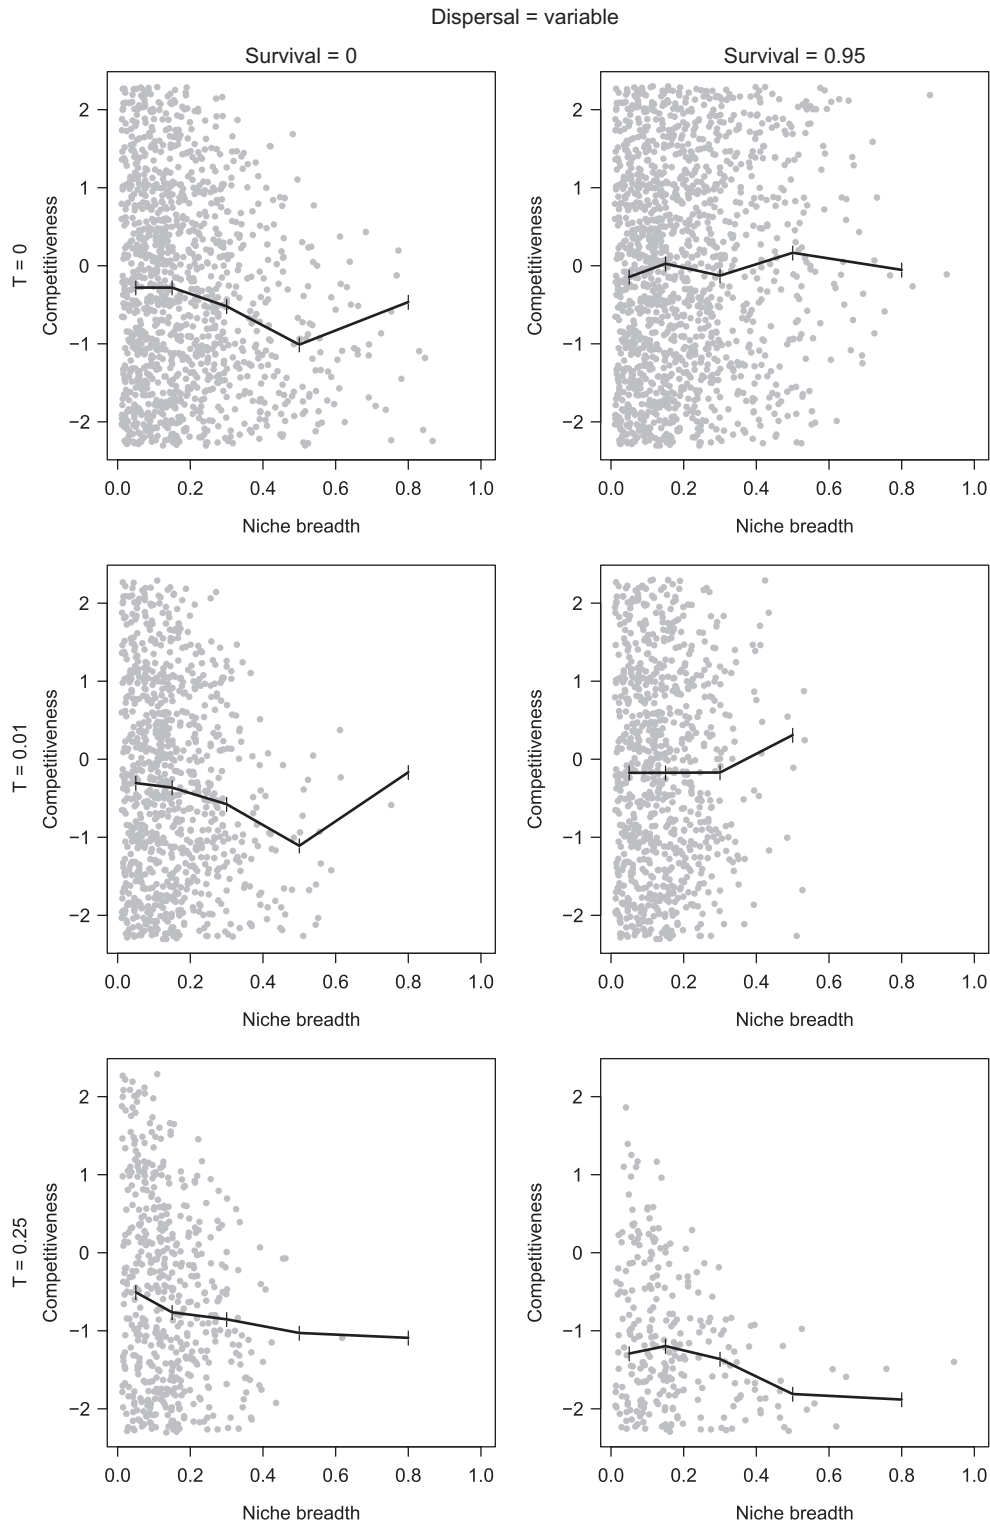 Dispersal = variable
Survival = 0
Survival = 0.95
T = 0
Competitiveness
2
1
0
−1
−2
0.0 0.2 0.4 0.6 0.8 1.0
Niche breadth
Competitiveness
2
1
0
−1
−2
0.0 0.2 0.4 0.6 0.8 1.0
Niche breadth
T = 0.01
Competitiveness
2
1
0
−1
−2
0.0 0.2 0.4 0.6 0.8 1.0
Niche breadth
Competitiveness
2
1
0
−1
−2
0.0 0.2 0.4 0.6 0.8 1.0
Niche breadth
T = 0.25
Competitiveness
2
1
0
−1
−2
0.0 0.2 0.4 0.6 0.8 1.0
Niche breadth
Competitiveness
2
1
0
−1
−2
0.0 0.2 0.4 0.6 0.8 1.0
Niche breadth